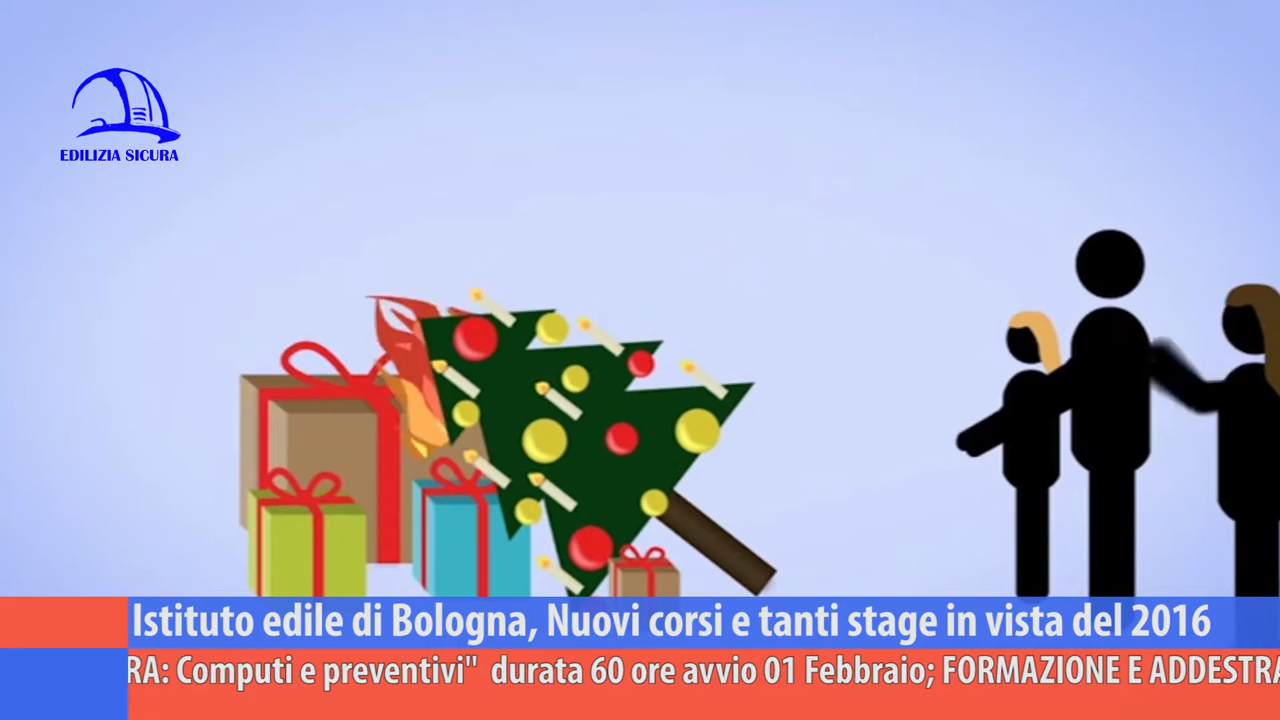 EDILIZIA SICURA
Istituto edile di Bologna, Nuovi corsi e tanti stage in vista del 2016
RA: Computi e preventivi" durata 60 ore avvio 01 Febbraio; FORMAZIONE E ADDESTRA